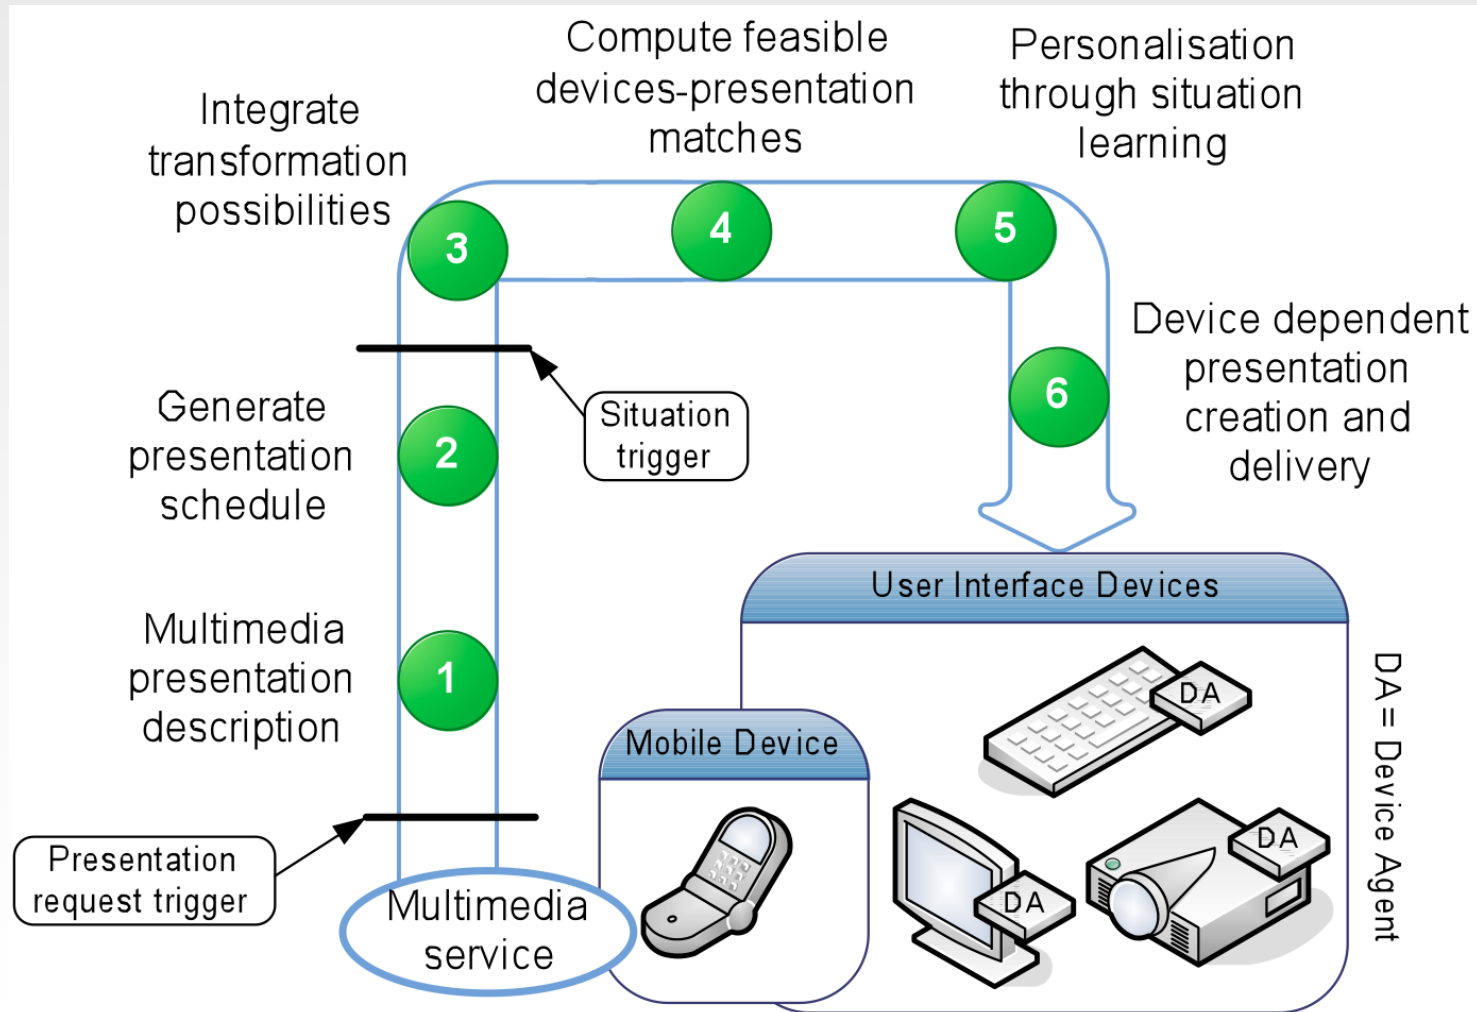 Compute feasible
devices-presentation
matches
Personalisation
through situation
learning
Integrate
transformation
possibilities
3
4
5
Device dependent
presentation
creation and
delivery
6
Situation
trigger
Generate
presentation
schedule
2
Multimedia
presentation
description
1
Presentation
request trigger
Multimedia
service
User Interface Devices
Mobile Device
DA
DA
DA
DA = Device Agent